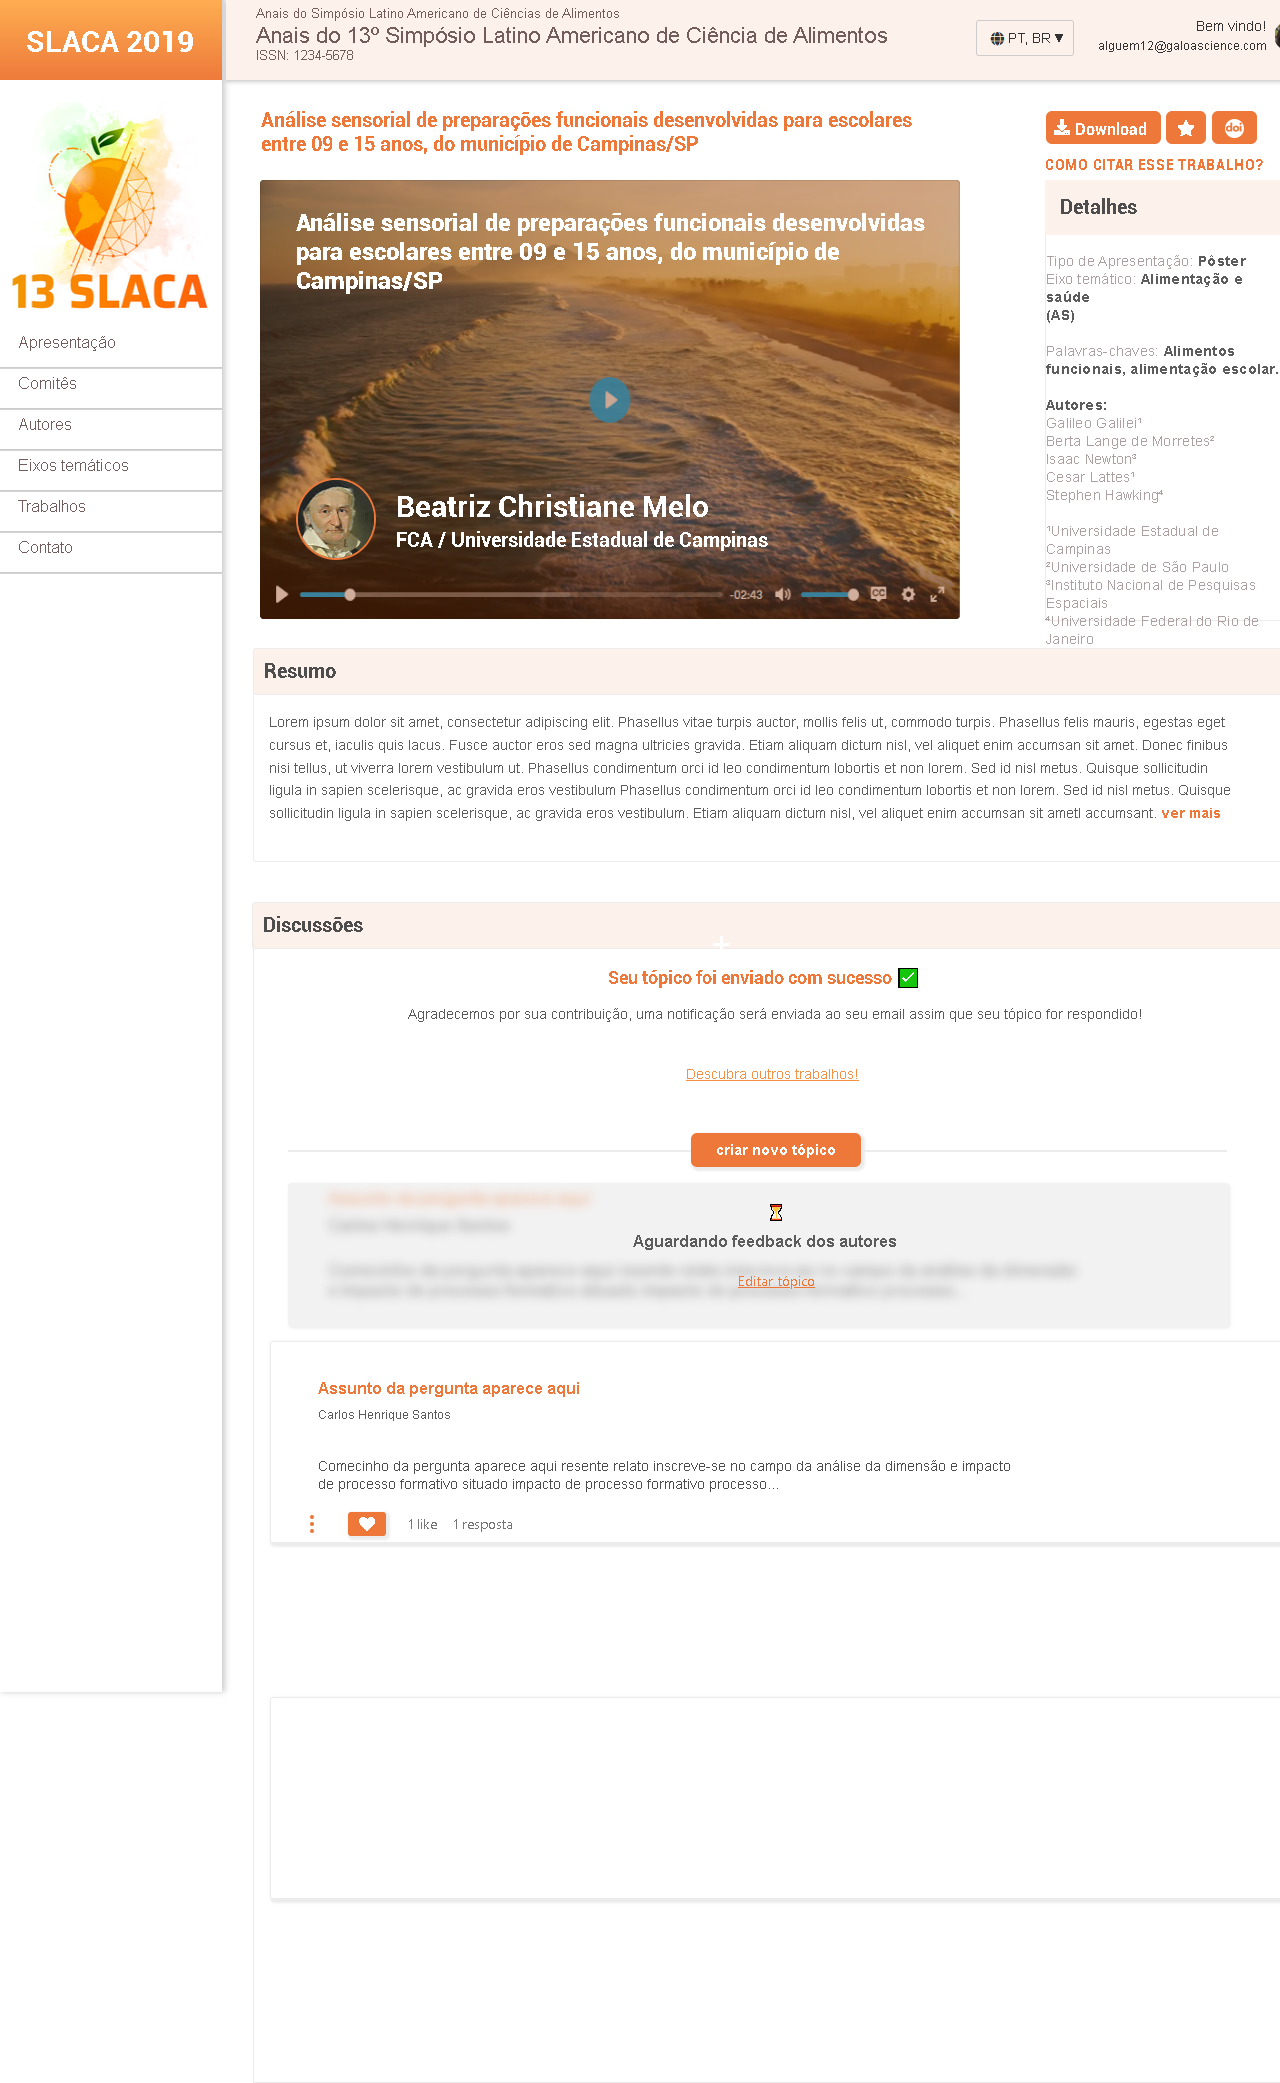 SLACA 2019
Anais do Simpósio Latino Americano de Ciências de Alimentos
Anais do 13º Simpósio Latino Americano de Ciência de Alimentos
ISSN: 1234-5678
PT, BR ▼
Bem vindo!
alguem12@galoascience.com
13 SLACA
Apresentação
Comitês
Autores
Eixos temáticos
Trabalhos
Contato
Análise sensorial de preparações funcionais desenvolvidas para escolares
entre 09 e 15 anos, do município de Campinas/SP
Análise sensorial de preparações funcionais desenvolvidas
para escolares entre 09 e 15 anos, do município de
Campinas/SP
Beatriz Christiane Melo
FCA / Universidade Estadual de Campinas
-02:43
CC
Download
doi
COMO CITAR ESSE TRABALHO?
Detalhes
Tipo de Apresentação: Pôster
Eixo temático: Alimentação e
saúde
(AS)
Palavras-chaves: Alimentos
funcionais, alimentação escolar.
Autores:
Galileo Galilei¹
Berta Lange de Morretes²
Isaac Newton³
Cesar Lattes¹
Stephen Hawking⁴
¹Universidade Estadual de
Campinas
²Universidade de São Paulo
³Instituto Nacional de Pesquisas
Espaciais
⁴Universidade Federal do Rio de
Janeiro
Resumo
Lorem ipsum dolor sit amet, consectetur adipiscing elit. Phasellus vitae turpis auctor, mollis felis ut, commodo turpis. Phasellus felis mauris, egestas eget
cursus et, iaculis quis lacus. Fusce auctor eros sed magna ultricies gravida. Etiam aliquam dictum nisl, vel aliquet enim accumsan sit amet. Donec finibus
nisi tellus, ut viverra lorem vestibulum ut. Phasellus condimentum orci id leo condimentum lobortis et non lorem. Sed id nisl metus. Quisque sollicitudin
ligula in sapien scelerisque, ac gravida eros vestibulum Phasellus condimentum orci id leo condimentum lobortis et non lorem. Sed id nisl metus. Quisque
sollicitudin ligula in sapien scelerisque, ac gravida eros vestibulum. Etiam aliquam dictum nisl, vel aliquet enim accumsan sit ametl accumsant. ver mais
Discussões
Seu tópico foi enviado com sucesso ✅
Agradecemos por sua contribuição, uma notificação será enviada ao seu email assim que seu tópico for respondido!
Descubra outros trabalhos!
criar novo tópico
Aguardando feedback dos autores
Editar tópico
Assunto da pergunta aparece aqui
Carlos Henrique Santos
Comecinho da pergunta aparece aqui resente relato inscreve-se no campo da análise da dimensão e impacto
de processo formativo situado impacto de processo formativo processo...
1 like 1 resposta